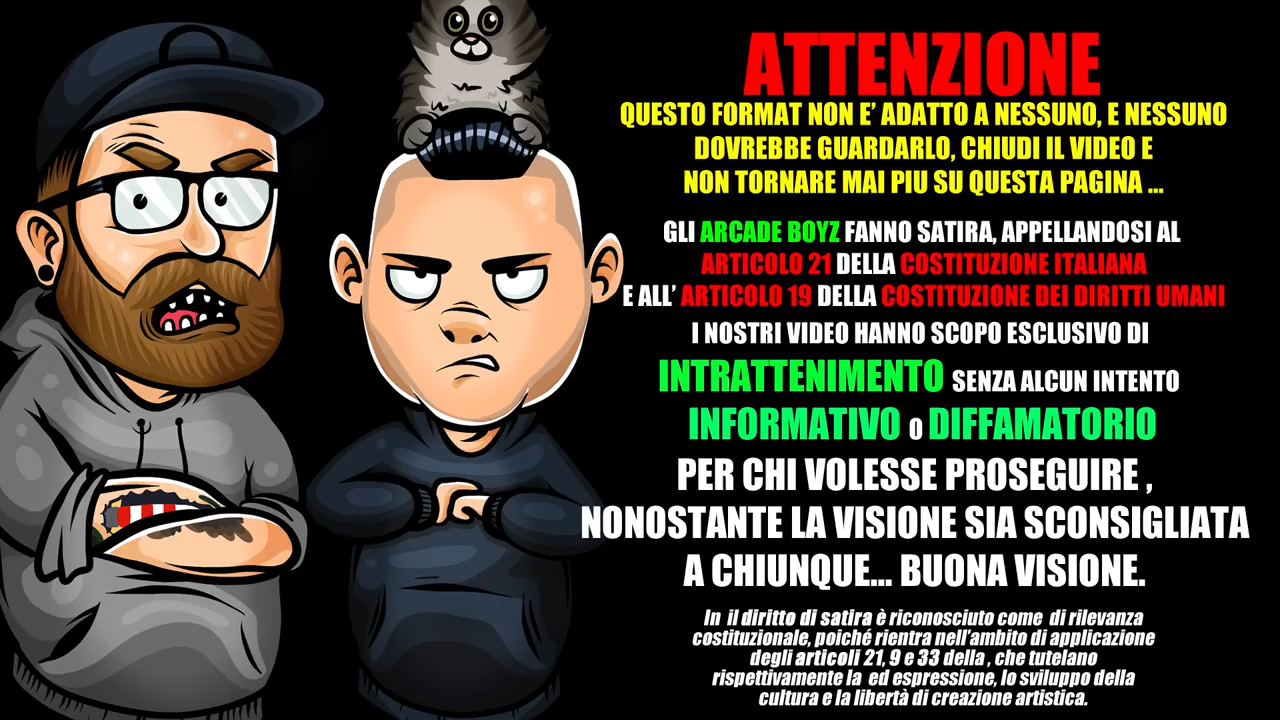 ATTENZIONE
QUESTO FORMAT NON E' ADATTO A NESSUNO, E NESSUNO
DOVREBBE GUARDARLO, CHIUDI IL VIDEO E
NON TORNARE MAI PIU SU QUESTA PAGINA ...
GLI ARCADE BOYZ FANNO SATIRA, APPELLANDOSI AL
ARTICOLO 21 DELLA COSTITUZIONE ITALIANA
E ALL' ARTICOLO 19 DELLA COSTITUZIONE DEI DIRITTI UMANI
I NOSTRI VIDEO HANNO SCOPO ESCLUSIVO DI
INTRATTENIMENTO SENZA ALCUN INTENTO
INFORMATIVO O DIFFAMATORIO
PER CHI VOLESSE PROSEGUIRE ,
NONOSTANTE LA VISIONE SIA SCONSIGLIATA
A CHIUNQUE... BUONA VISIONE.
In il diritto di satira è riconosciuto come di rilevanza
costituzionale, poiché rientra nell'ambito di applicazione
degli articoli 21, 9 e 33 della , che tutelano
rispettivamente la ed espressione, lo sviluppo della
cultura e la libertà di creazione artistica.